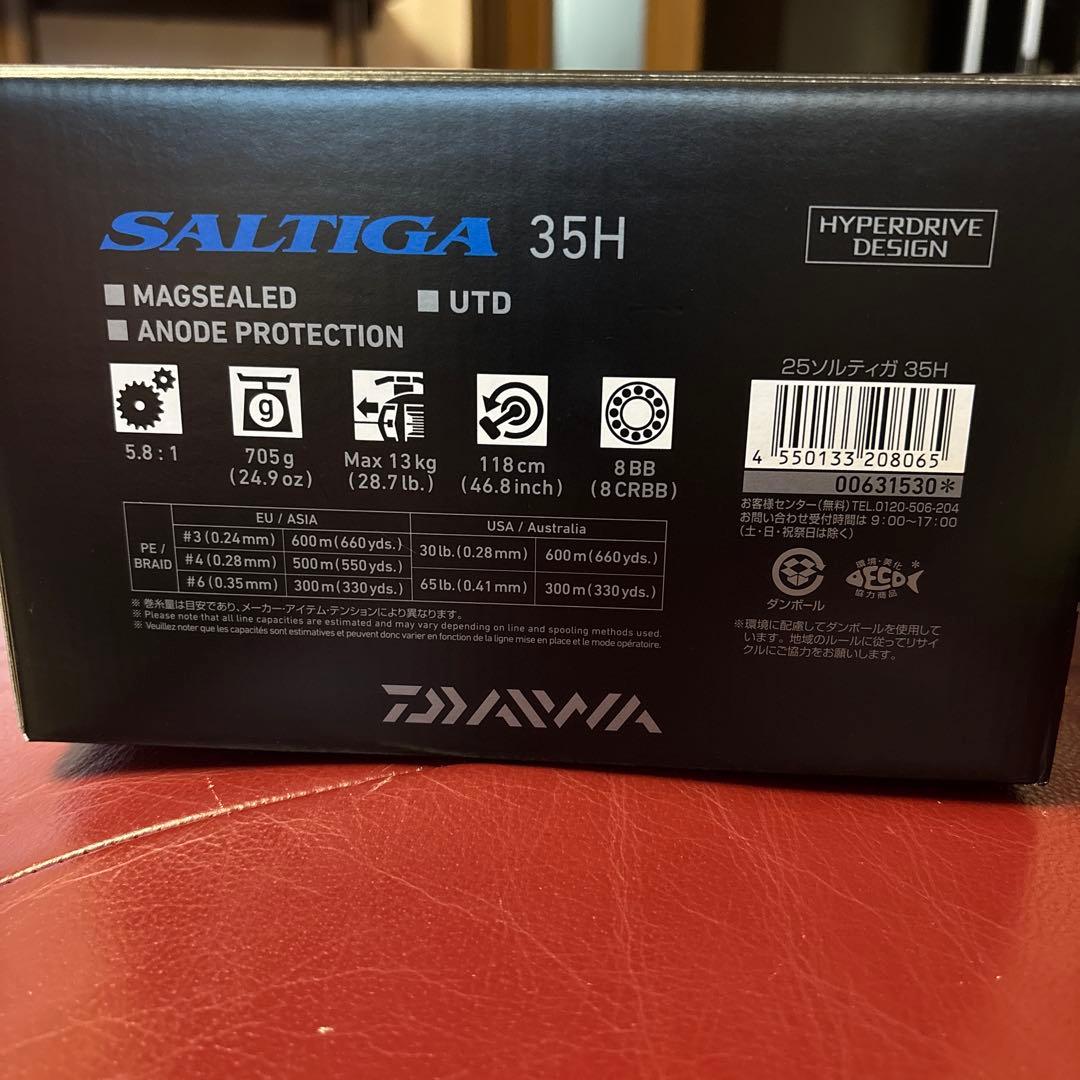 SALTIGA 35H
HYPERDRIVE
DESIGN
■ MAGSEALED ■ UTD
■ ANODE PROTECTION
g
5.8 : 1
705g
(24.9oz)
Max 13kg
(28.7lb.)
118cm
(46.8inch)
8BB
(8CRBB)
25ソルティガ 35H
4 550133 208065
00631530*
お客様センター(無料)TEL.0120-506-204
お問い合わせ受付時間は 9:00~17:00
(土・日・祝祭日は除く)
PE / BRAID
EU / ASIA
USA / Australia
#3 (0.24mm) 600m(660yds.)
#4 (0.28mm) 500m(550yds.)
#6 (0.35mm) 300m(330yds.)
30lb.(0.28mm) 600m(660yds.)
65lb.(0.41mm) 300m(330yds.)
※ 巻糸量は目安であり、メーカー・アイテム・テンションにより異なります。
※ Please note that all line capacities are estimated and may vary depending on line and spooling methods used.
※ Veuillez noter que les capacités sont estimatives et peuvent donc varier en fonction de la ligne mise en place et le mode opératoire.
ダンボール
環境・美化
ECO*
協力商品
※環境に配慮してダンボールを使用して
います。地域のルールに従ってリサイ
クルにご協力をお願いします。
DAIWA